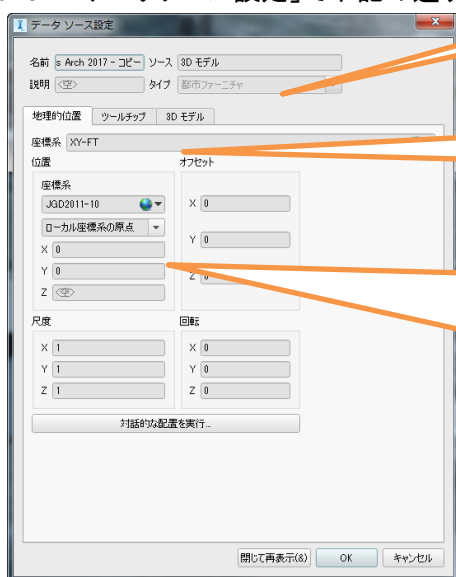 データ ソース設定
名前 s Arch 2017 - コピー ソース 3D モデル
説明 <空> タイプ 都市ファーニチャ
地理的位置 ツールチップ 3D モデル
座標系 XY-FT
位置 オフセット
座標系
JGD2011-10 X 0
ローカル座標系の原点
X 0 Y 0
Y 0 Z 0
Z <空>
尺度 回転
X 1 X 0
Y 1 Y 0
Z 1 Z 0
対話的な配置を実行...
閉じて再表示(&) OK キャンセル